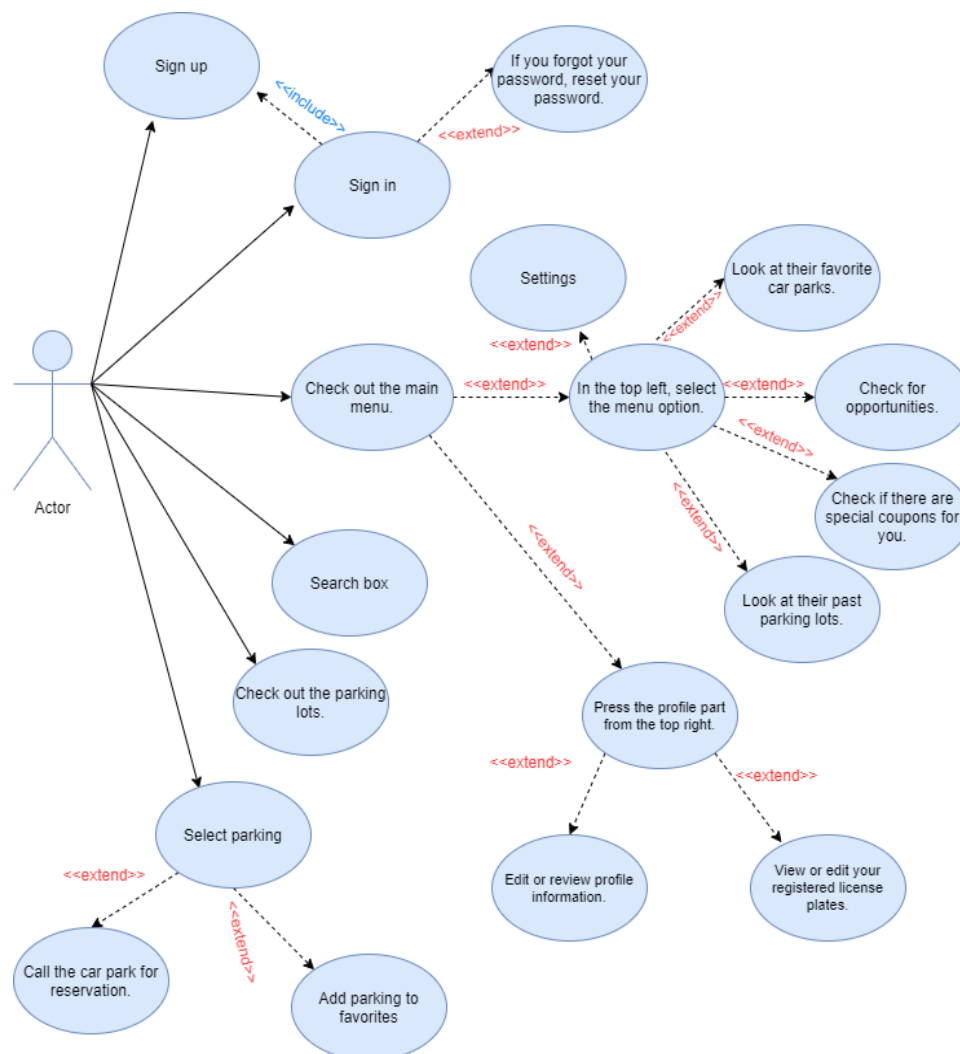 Sign up
If you forgot your
password, reset your
password.
<<include>>
<<extend>>
Sign in
Settings
Look at their favorite
car parks.
<<extend>>
<<extend>>
Actor
Check out the main
menu.
<<extend>>
In the top left, select
the menu option.
<<extend>>
Check for
opportunities.
<<extend>>
Check if there are
special coupons for
you.
<<extend>>
<<extend>>
Search box
Look at their past
parking lots.
Check out the parking
lots.
Press the profile part
from the top right.
<<extend>>
<<extend>>
Select parking
<<extend>>
Edit or review profile
information.
View or edit your
registered license
plates.
<<extend>>
Call the car park for
reservation.
Add parking to
favorites